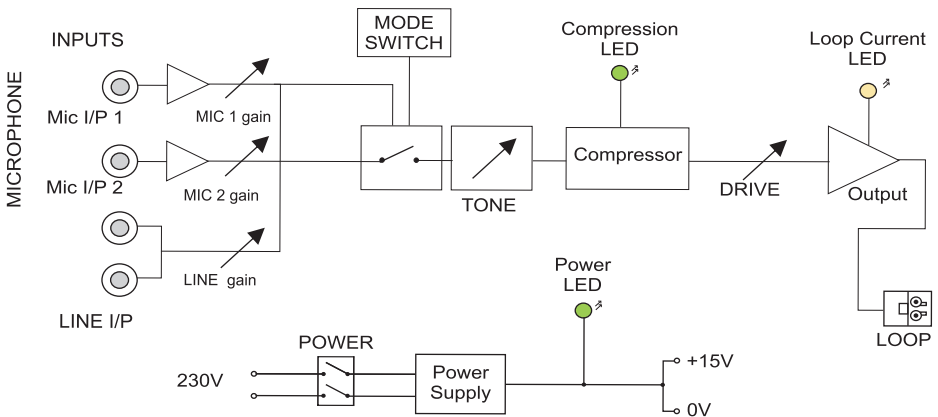 INPUTS
MODE
SWITCH
Compression
LED
Loop Current
LED
MICROPHONE
Mic I/P 1
MIC 1 gain
Mic I/P 2
MIC 2 gain
TONE
Compressor
DRIVE
Output
LINE gain
LINE I/P
Power
LED
LOOP
POWER
230V
Power
Supply
+15V
0V